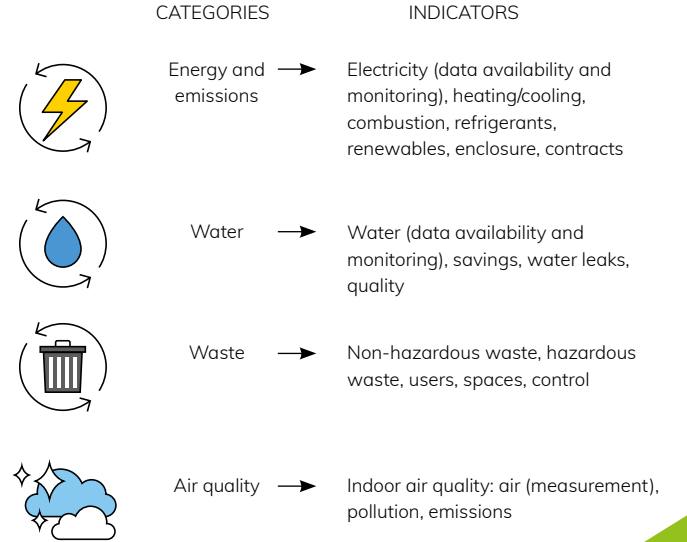 CATEGORIES INDICATORS
Energy and Electricity (data availability and
emissions monitoring), heating/cooling,
combustion, refrigerants,
renewables, enclosure, contracts
Water Water (data availability and
monitoring), savings, water leaks,
quality
Waste Non-hazardous waste, hazardous
waste, users, spaces, control
Air quality Indoor air quality: air (measurement),
pollution, emissions